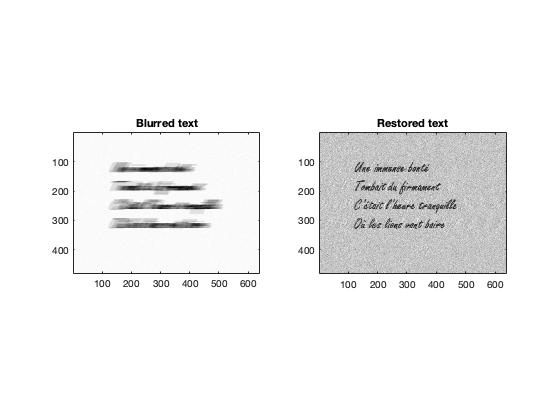 Blurred text
Restored text
100
200
300
400
100 200 300 400 500 600
100
200
300
400
100 200 300 400 500 600
Une immense bonté
Tombait du firmament
C'était l'heure tranquille
Où les lions vont boire